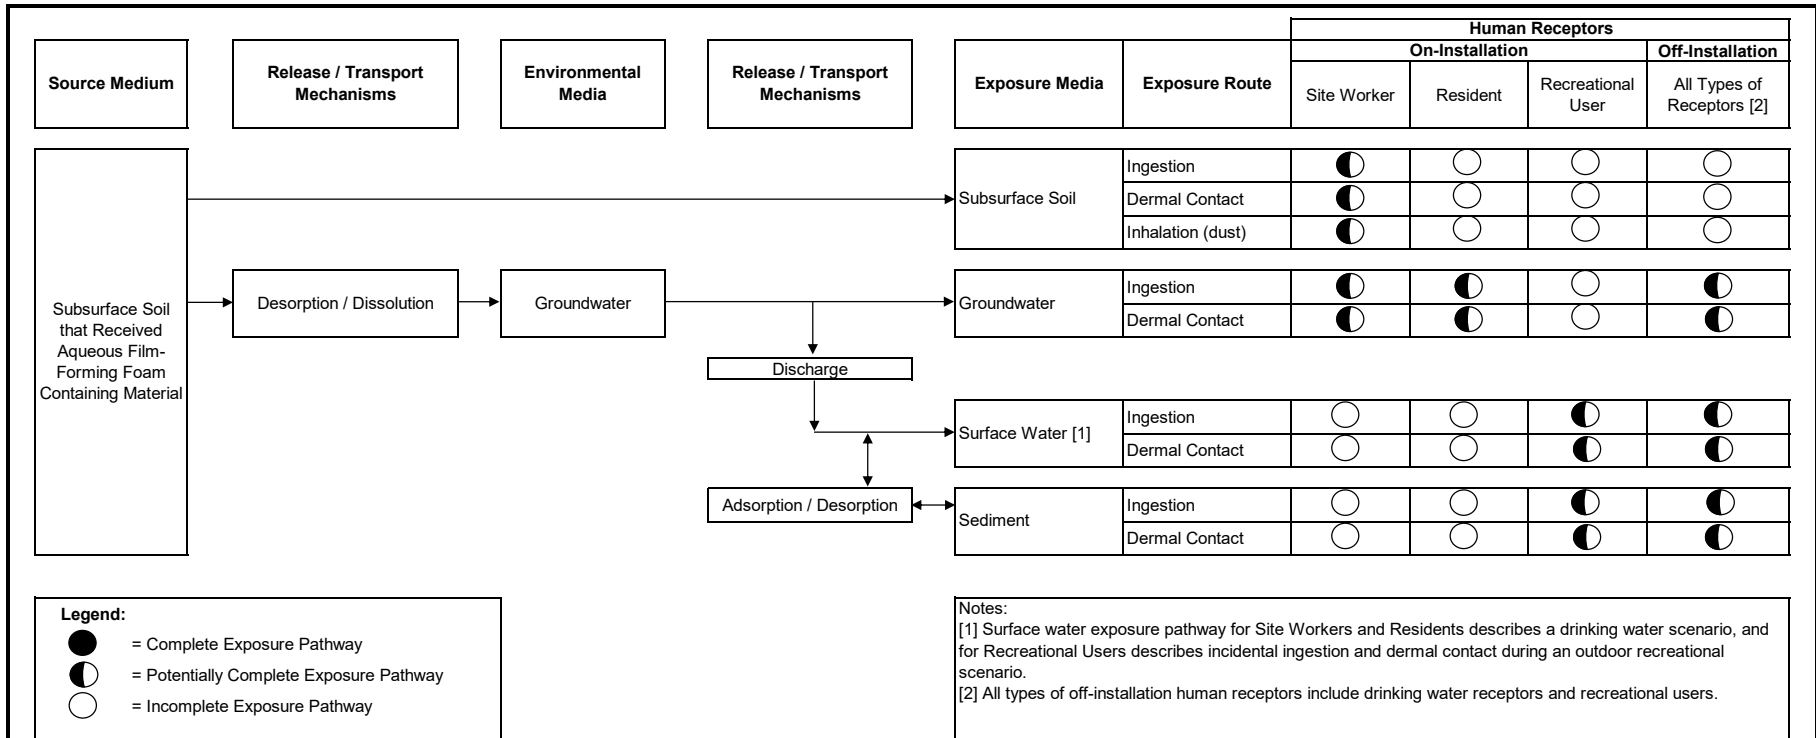 Human Receptors
On-Installation
Off-Installation
Source Medium
Release / Transport
Mechanisms
Environmental
Media
Release / Transport
Mechanisms
Exposure Media
Exposure Route
Site Worker
Resident
Recreational
User
All Types of
Receptors [2]
Subsurface Soil
that Received
Aqueous Film-
Forming Foam
Containing Material
Desorption / Dissolution
Groundwater
Discharge
Adsorption / Desorption
Subsurface Soil
Ingestion
Dermal Contact
Inhalation (dust)
Groundwater
Ingestion
Dermal Contact
Surface Water [1]
Ingestion
Dermal Contact
Sediment
Ingestion
Dermal Contact
Legend:
= Complete Exposure Pathway
= Potentially Complete Exposure Pathway
= Incomplete Exposure Pathway
Notes:
[1] Surface water exposure pathway for Site Workers and Residents describes a drinking water scenario, and
for Recreational Users describes incidental ingestion and dermal contact during an outdoor recreational
scenario.
[2] All types of off-installation human receptors include drinking water receptors and recreational users.